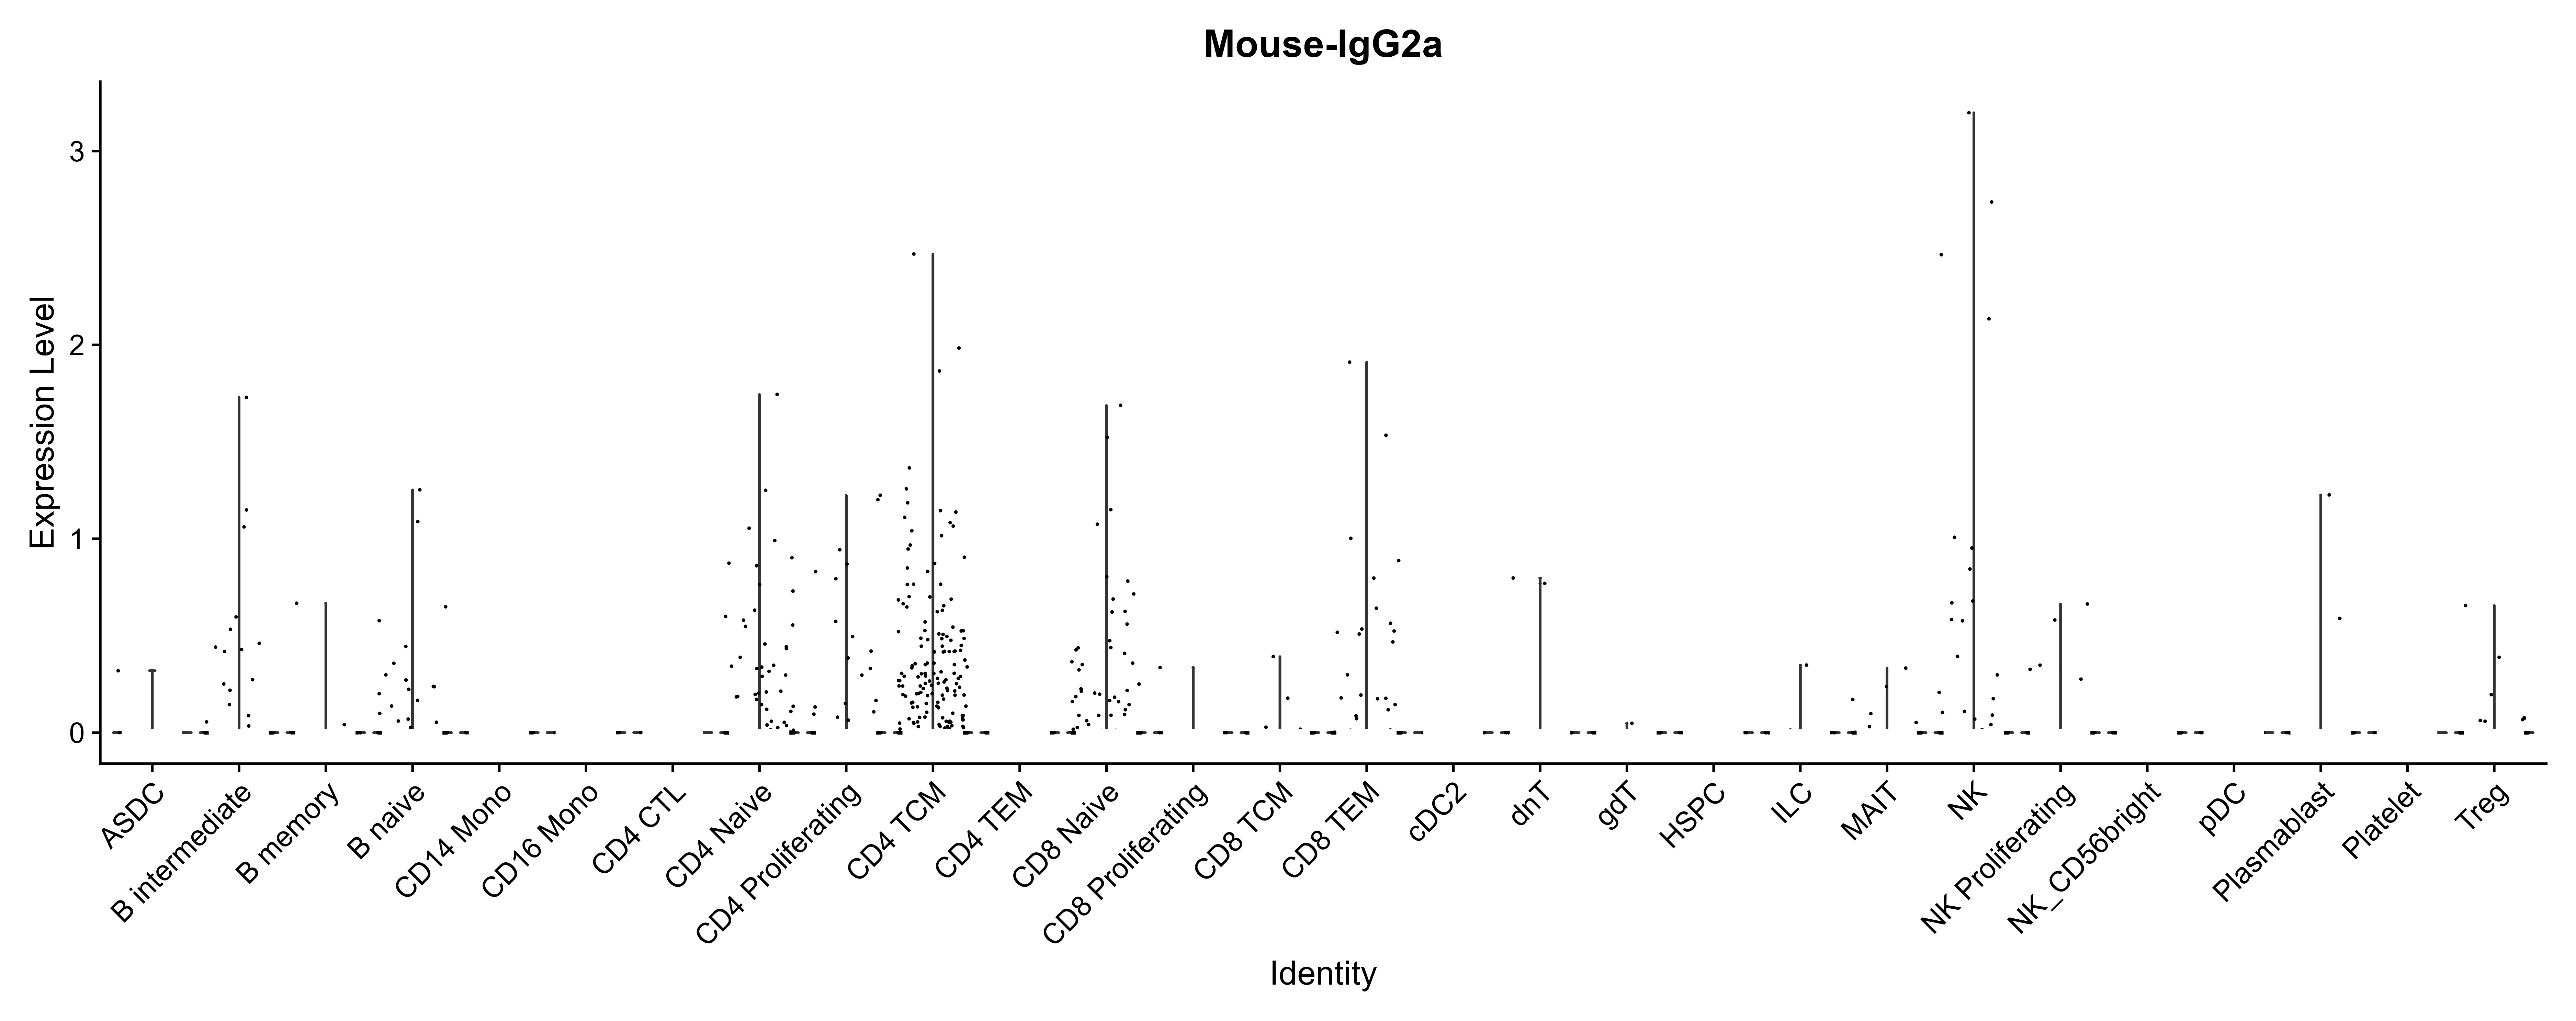 Mouse-IgG2a
Expression Level
3
2
1
0
ASDC
B intermediate
B memory
B naive
CD14 Mono
CD16 Mono
CD4 CTL
CD4 Naive
CD4 Proliferating
CD4 TCM
CD4 TEM
CD8 Naive
CD8 Proliferating
CD8 TCM
CD8 TEM
cDC2
dnT
gdT
HSPC
ILC
MAIT
NK
NK Proliferating
NK_CD56bright
pDC
Plasmablast
Platelet
Treg
Identity